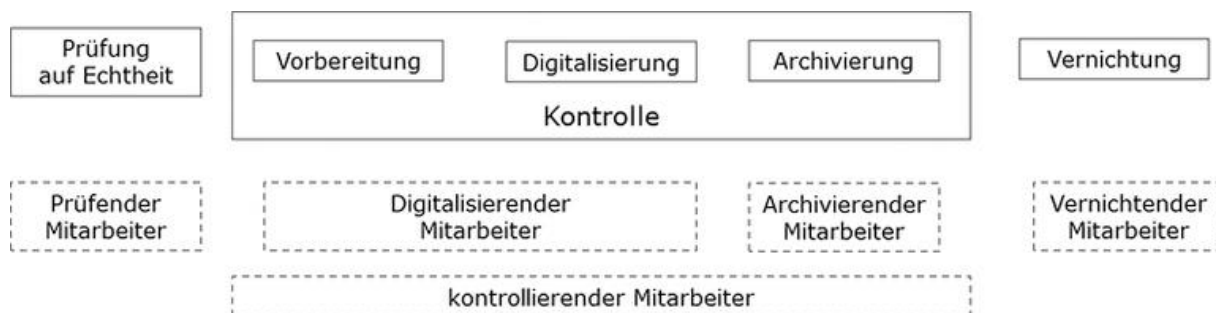 Prüfung
auf Echtheit
Vorbereitung
Digitalisierung
Archivierung
Vernichtung
Kontrolle
Prüfender
Mitarbeiter
Digitalisierender
Mitarbeiter
Archivierender
Mitarbeiter
Vernichtender
Mitarbeiter
kontrollierender Mitarbeiter